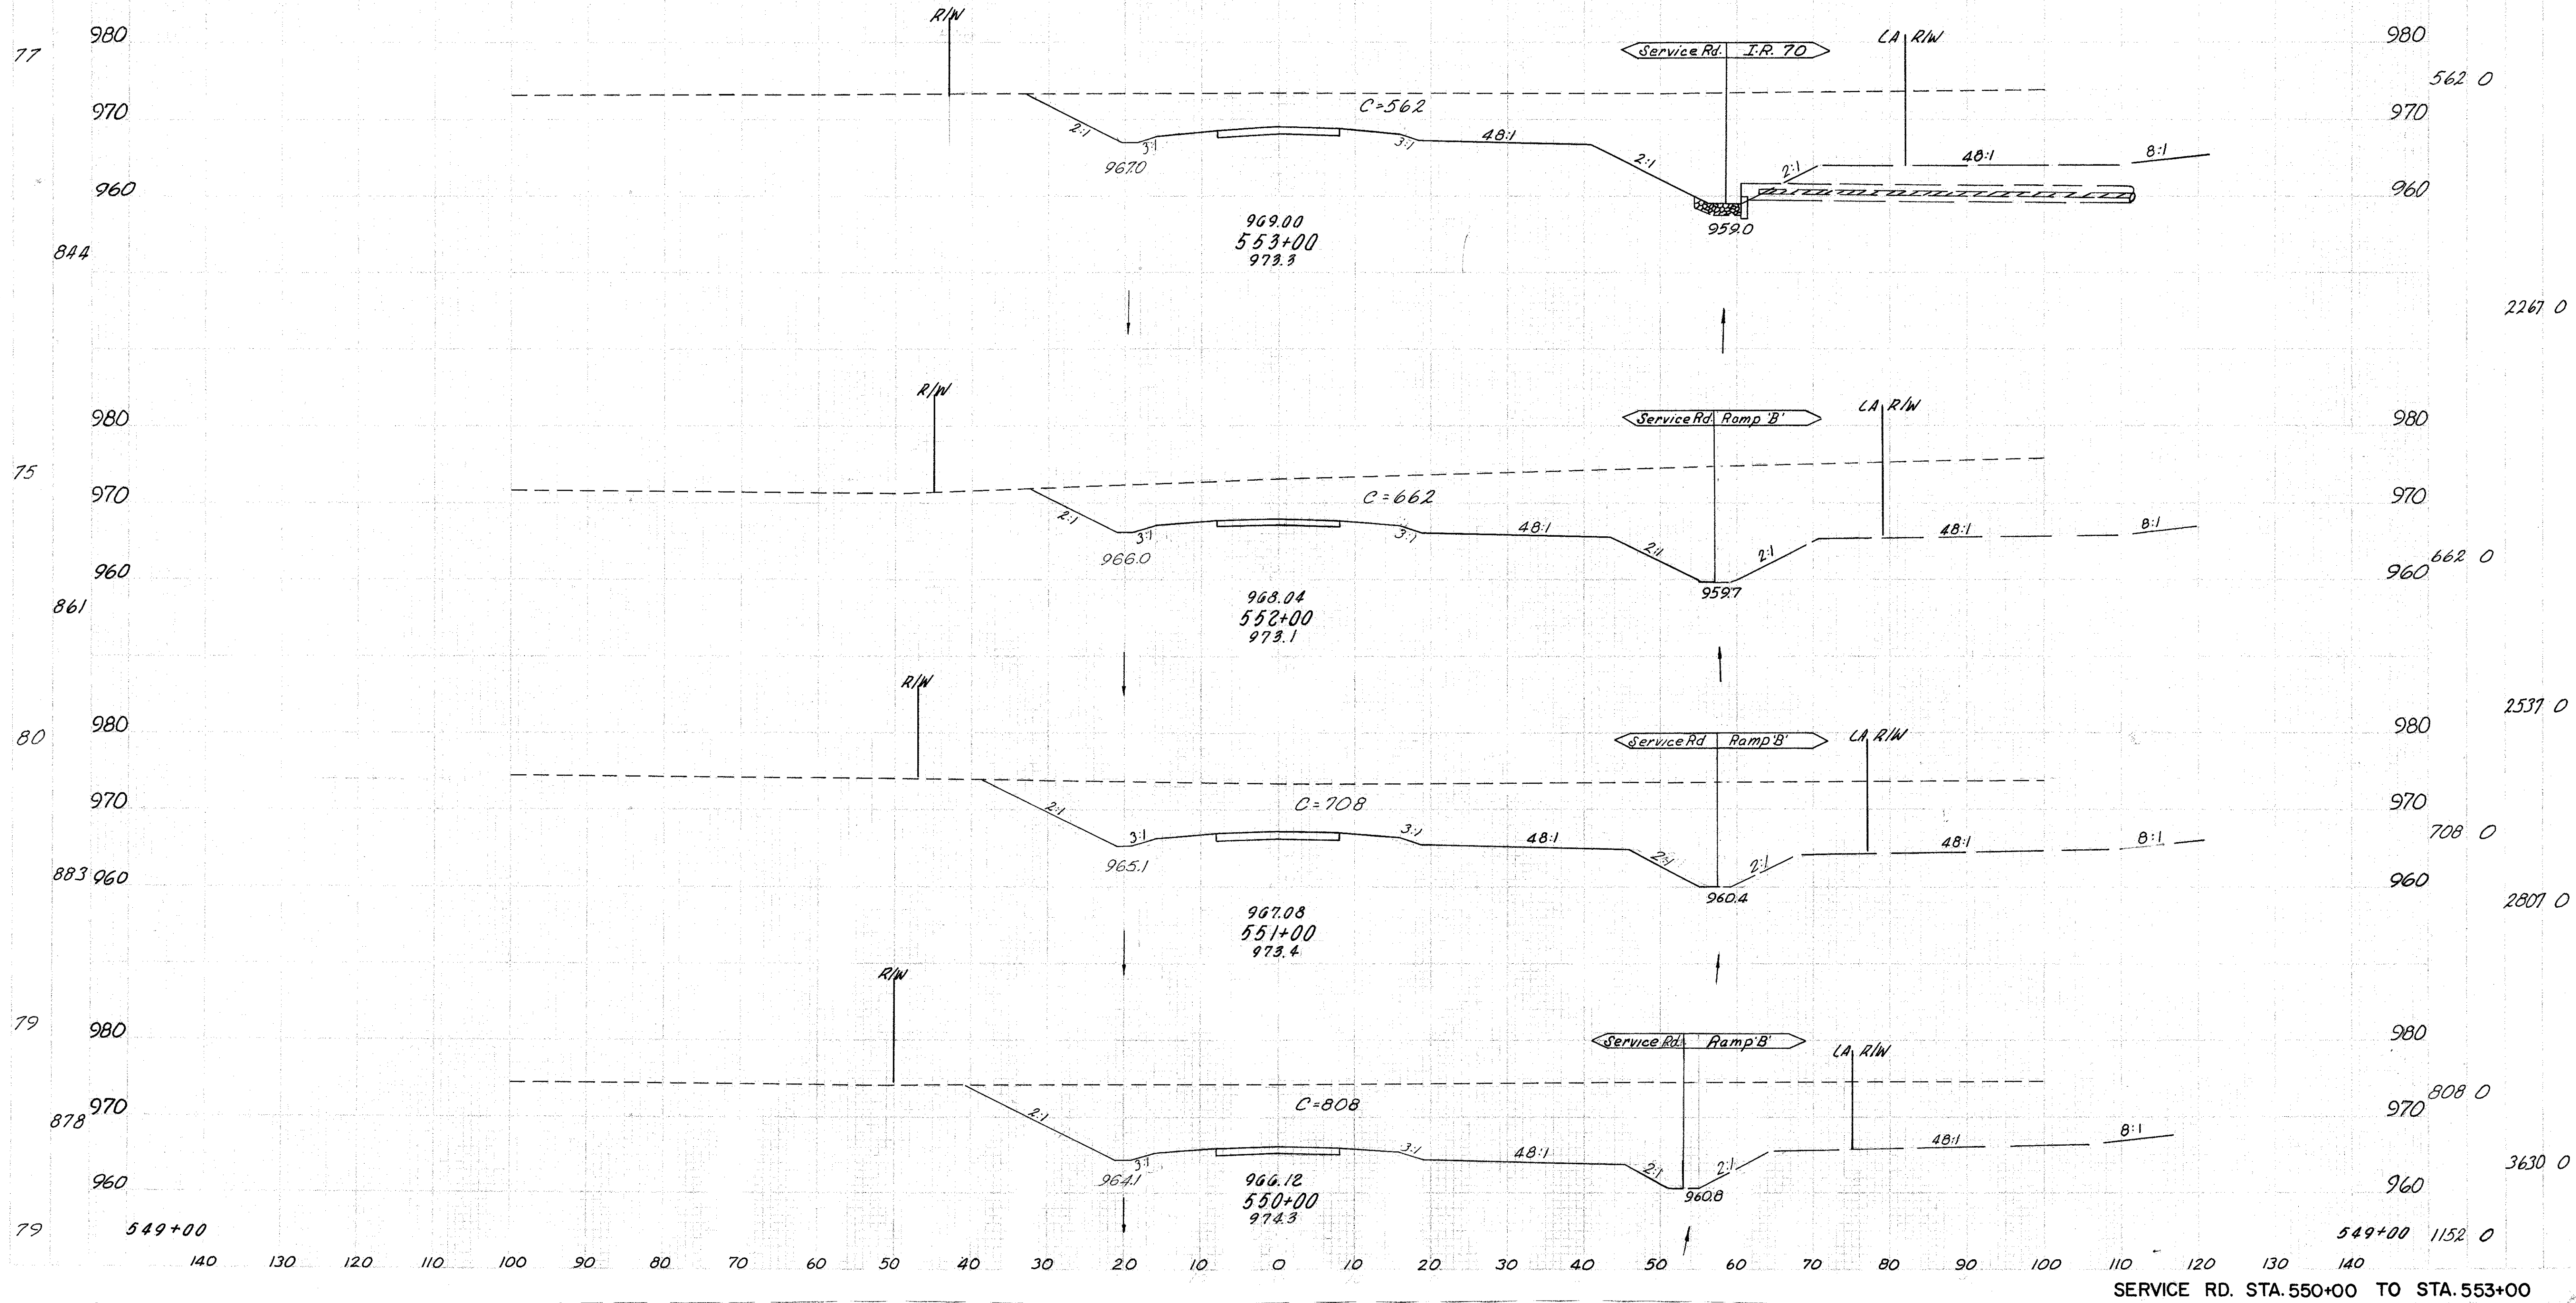 R/W
980 Service Rd. I.R. 70 LA R/W 980
77
562 0
C=562
970 970
2:1 3:1 3:1 48:1 2:1 2:1 48:1 8:1
967.0
960 960
969.00
553+00
973.3
959.0
844
2267 0
R/W
LA R/W
980 Service Rd. Ramp 'B' 980
75
970 C=662 970
2:1 3:1 3:1 48:1 2:1 2:1 48:1 8:1
966.0
662 0
960 960
959.7
968.04
552+00
973.1
861
R/W
2537 0
980 980
80 Service Rd Ramp 'B' LA R/W
970 C=708 970
2:1 3:1 3:1 48:1 2:1 2:1 48:1 8:1
708 0
965.1
883 960 960
960.4
2807 0
967.08
551+00
973.4
R/W
79
980 Service Rd. Ramp 'B' 980
LA R/W
808 0
970 C=808 970
878
2:1 3:1 3:1 48:1 2:1 2:1 48:1 8:1
3630 0
964.1
960 960
960.8
966.12
550+00
974.3
79 549+00 549+00 1152 0
140 130 120 110 100 90 80 70 60 50 40 30 20 10 0 10 20 30 40 50 60 70 80 90 100 110 120 130 140
SERVICE RD. STA. 550+00 TO STA. 553+00